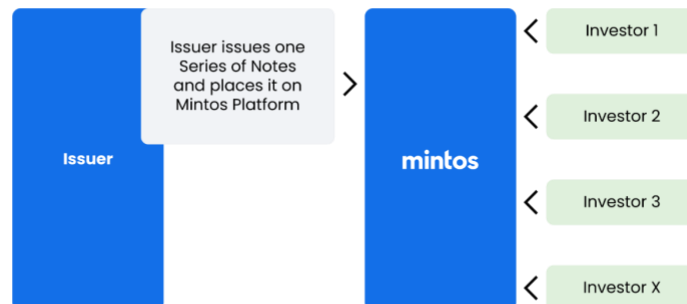 Issuer issues one
Series of Notes
and places it on
Mintos Platform
Issuer
mintos
Investor 1
Investor 2
Investor 3
Investor X